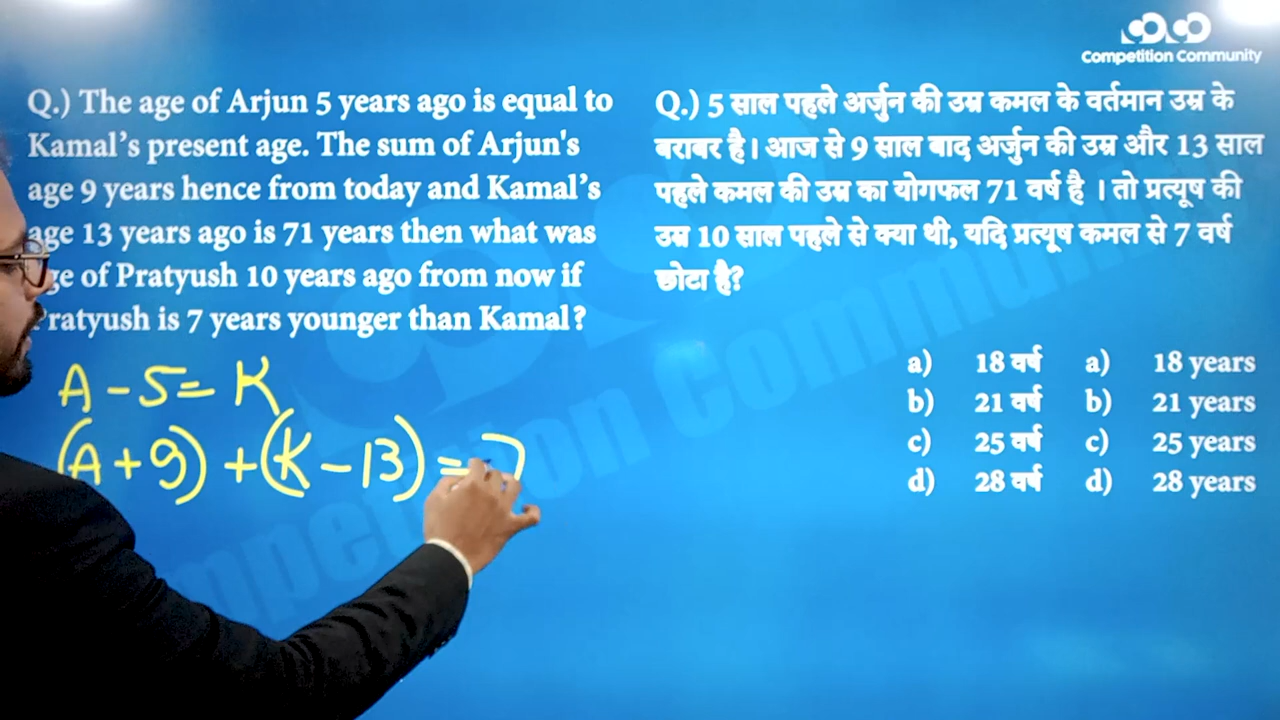 Competition Community
Q.) The age of Arjun 5 years ago is equal to
Kamal's present age. The sum of Arjun's
age 9 years hence from today and Kamal's
age 13 years ago is 71 years then what was
ge of Pratyush 10 years ago from now if
Pratyush is 7 years younger than Kamal?
Q.) 5 साल पहले अर्जुन की उम्र कमल के वर्तमान उम्र के
बराबर है। आज से 9 साल बाद अर्जुन की उम्र और 13 साल
पहले कमल की उम्र का योगफल 71 वर्ष है । तो प्रत्यूष की
उम्र 10 साल पहले से क्या थी, यदि प्रत्यूष कमल से 7 वर्ष
छोटा है?
a) 18 वर्ष a) 18 years
b) 21 वर्ष b) 21 years
c) 25 वर्ष c) 25 years
d) 28 वर्ष d) 28 years
A - 5 = K
(A + 9) + (K - 13) = 7